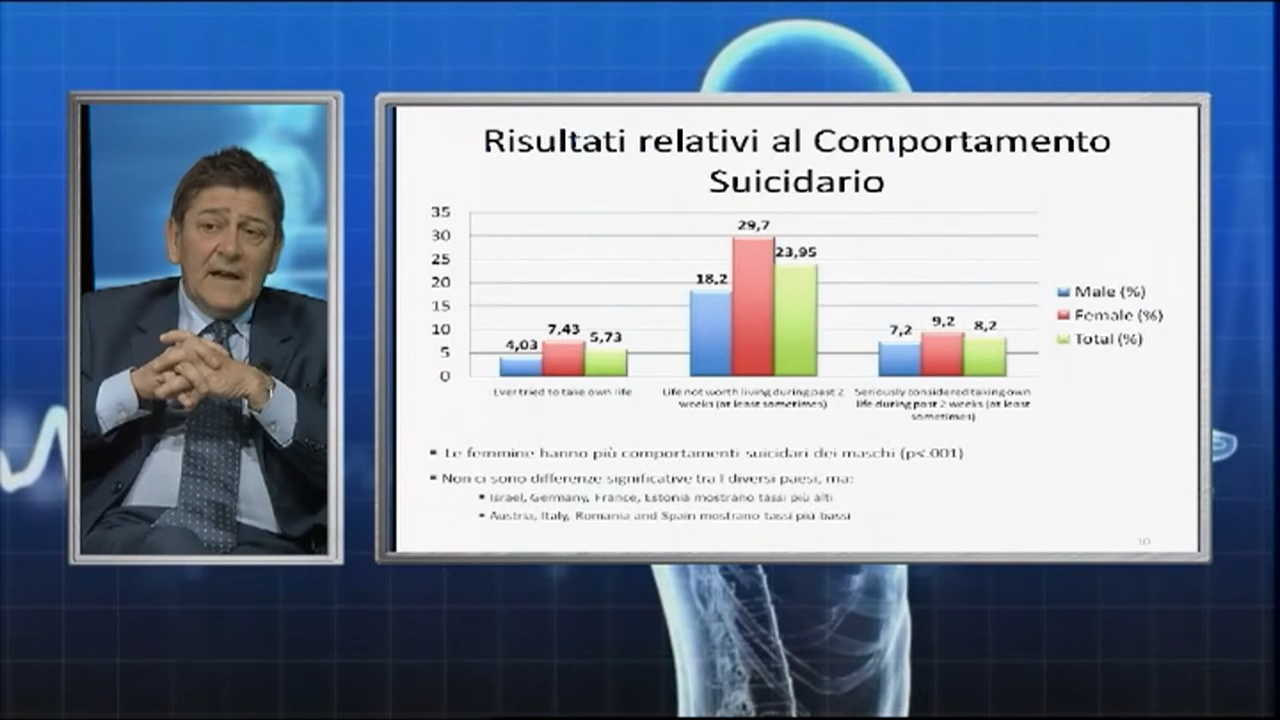 Risultati relativi al Comportamento
Suicidario
35
30
25
20
15
10
5
0
4,03
7,43
5,73
18,2
29,7
23,95
7,2
9,2
8,2
Ever tried to take own life
Life not worth living during past 2
weeks (at least sometimes)
Seriously considered taking own
life during past 2 weeks (at least
sometimes)
Male (%)
Female (%)
Total (%)
▪ Le femmine hanno più comportamenti suicidari dei maschi (p<.001)
▪ Non ci sono differenze significative tra I diversi paesi, ma:
▪ Israel, Germany, France, Estonia mostrano tassi più alti
▪ Austria, Italy, Romania and Spain mostrano tassi più bassi
10